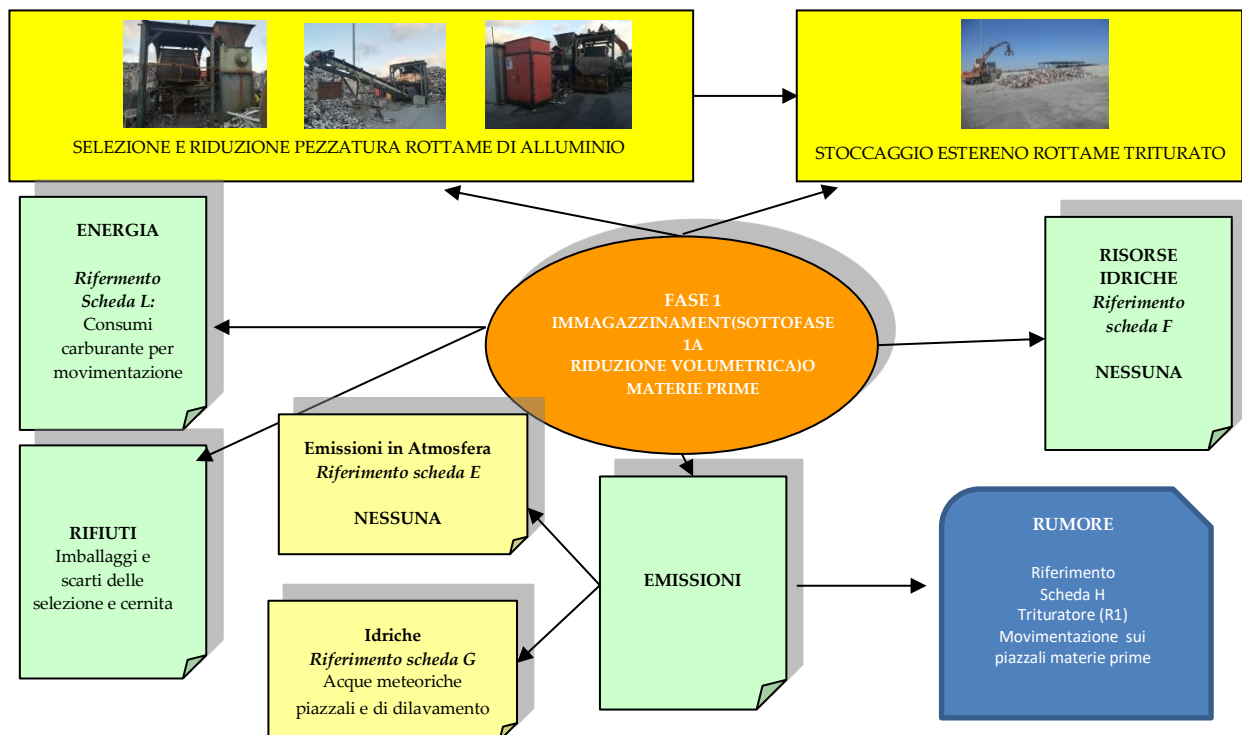 SELEZIONE E RIDUZIONE PEZZATURA ROTTAME DI ALLUMINIO
STOCCAGGIO ESTERENO ROTTAME TRITURATO
ENERGIA
Rifermento
Scheda L:
Consumi
carburante per
movimentazione
FASE 1
IMMAGAZZINAMENT(SOTTOFASE
1A
RIDUZIONE VOLUMETRICA)O
MATERIE PRIME
RISORSE
IDRICHE
Riferimento
scheda F
NESSUNA
RIFIUTI
Imballaggi e
scarti delle
selezione e cernita
Emissioni in Atmosfera
Riferimento scheda E
NESSUNA
Idriche
Riferimento scheda G
Acque meteoriche
piazzali e di dilavamento
EMISSIONI
RUMORE
Riferimento
Scheda H
Trituratore (R1)
Movimentazione sui
piazzali materie prime